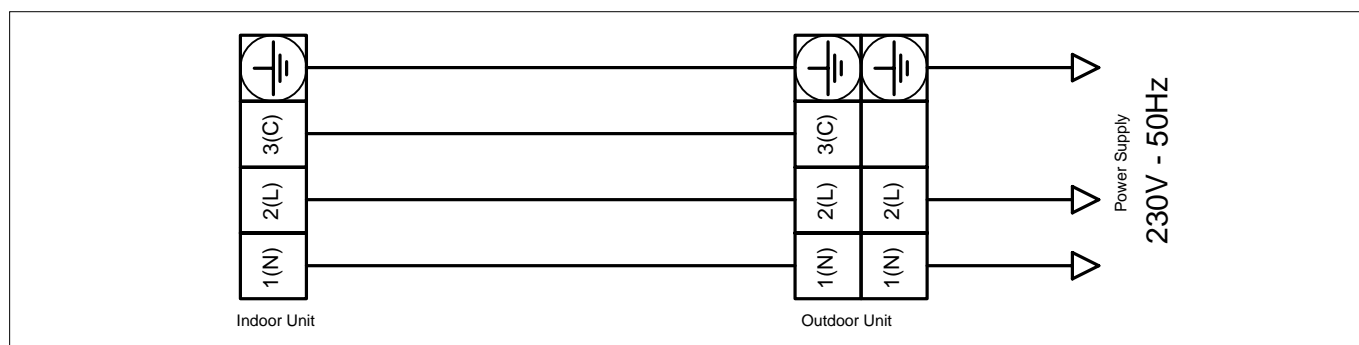 3(C)
3(C)
2(L)
2(L)
2(L)
1(N)
1(N)
1(N)
Indoor Unit
Outdoor Unit
Power Supply
230V - 50Hz